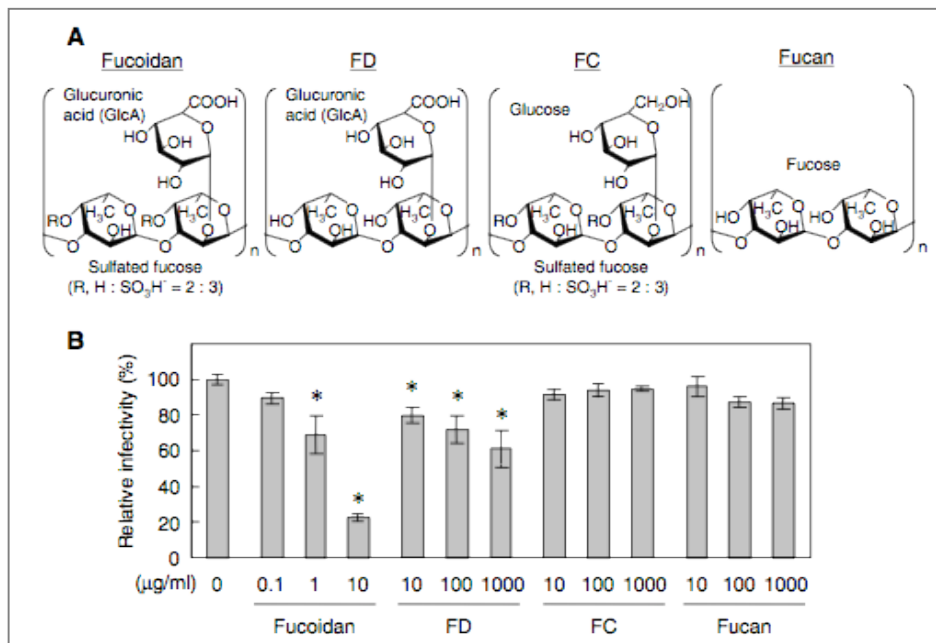 A
Fucoidan FD FC Fucan
Glucuronic acid (GlcA) COOH O HO OH HO
Glucuronic acid (GlcA) COOH O HO OH HO
Glucose CH2OH O HO OH HO
Fucose
RO H3C OH O RO H3C O O n
HO H3C OH O HO H3C O O n
RO H3C OH O RO H3C O O n
HO H3C OH O HO H3C OH O n
Sulfated fucose
(R, H : SO3H- = 2 : 3)
Sulfated fucose
(R, H : SO3H- = 2 : 3)
B
Relative infectivity (%)
100
80
60
40
20
0
* * * * *
(μg/ml) 0 0.1 1 10 10 100 1000 10 100 1000 10 100 1000
Fucoidan FD FC Fucan